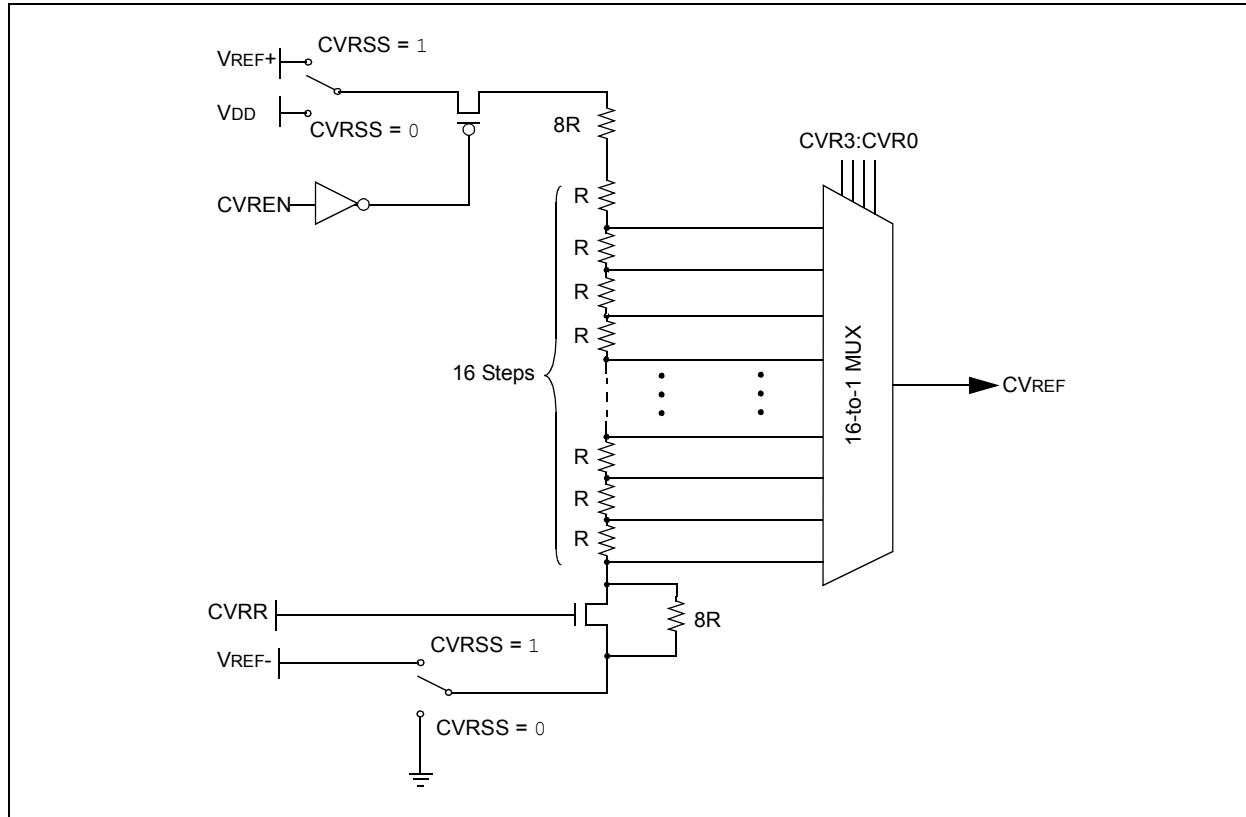 CVRSS = 1
VREF+
VDD
CVRSS = 0
8R
CVR3:CVR0
CVREN
R
R
R
R
16 Steps
16-to-1 MUX
CVREF
R
R
R
CVRR
8R
CVRSS = 1
VREF-
CVRSS = 0